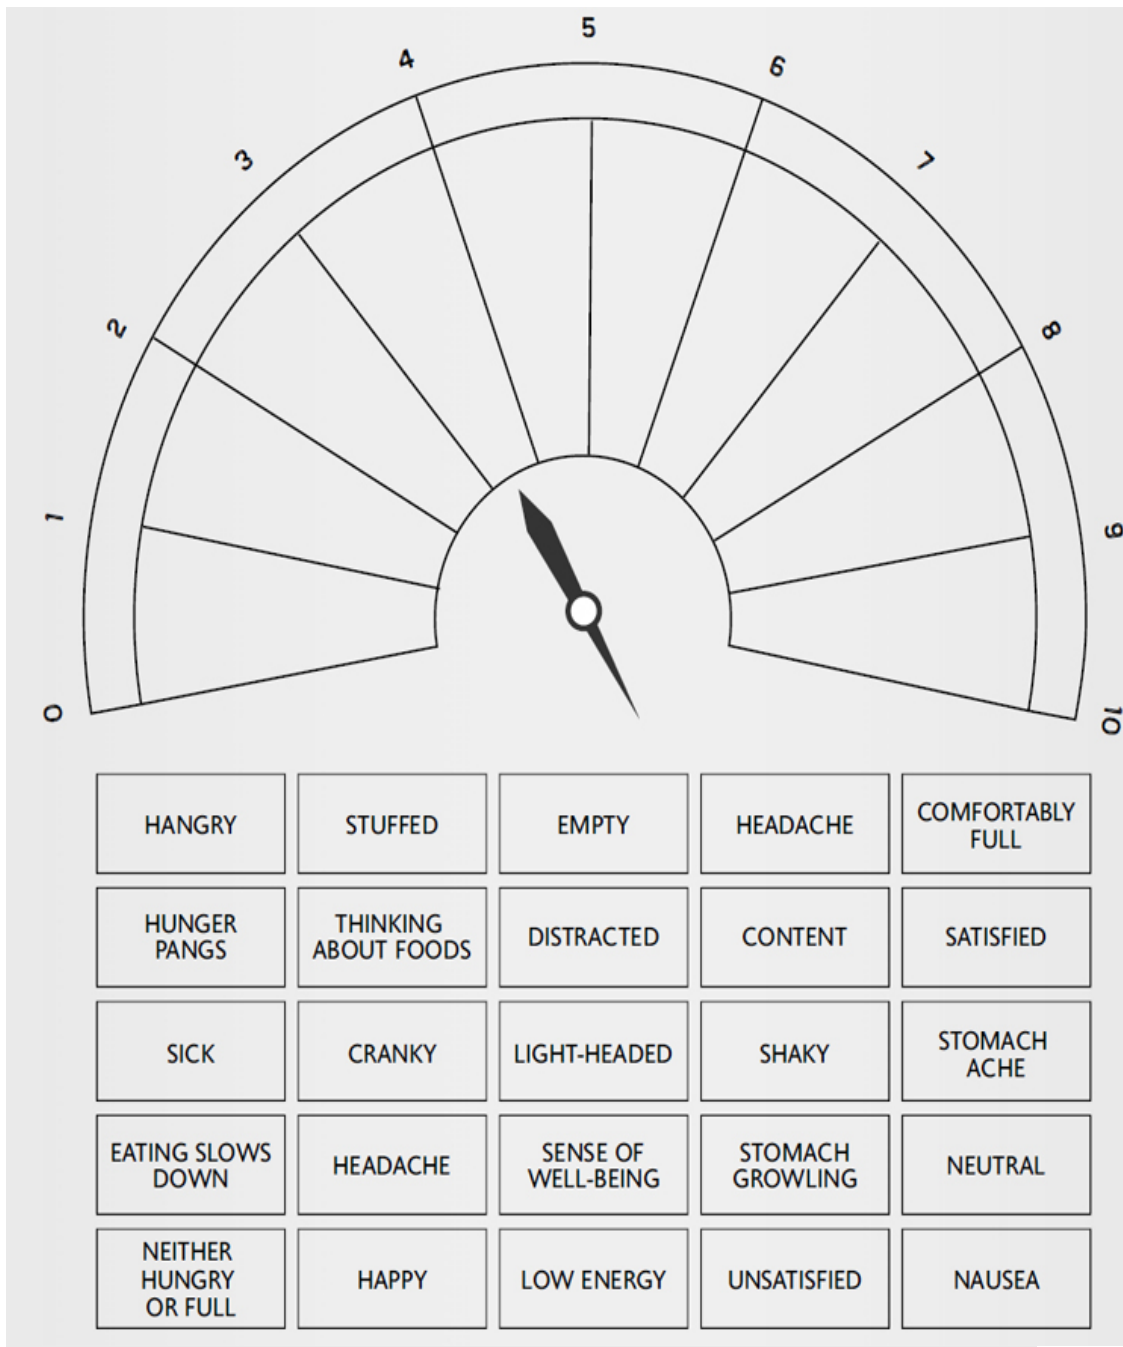 5
4
6
3
7
2
8
1
9
0
10
HANGRY
STUFFED
EMPTY
HEADACHE
COMFORTABLY
FULL
HUNGER
PANGS
THINKING
ABOUT FOODS
DISTRACTED
CONTENT
SATISFIED
SICK
CRANKY
LIGHT-HEADED
SHAKY
STOMACH
ACHE
EATING SLOWS
DOWN
HEADACHE
SENSE OF
WELL-BEING
STOMACH
GROWLING
NEUTRAL
NEITHER
HUNGRY
OR FULL
HAPPY
LOW ENERGY
UNSATISFIED
NAUSEA